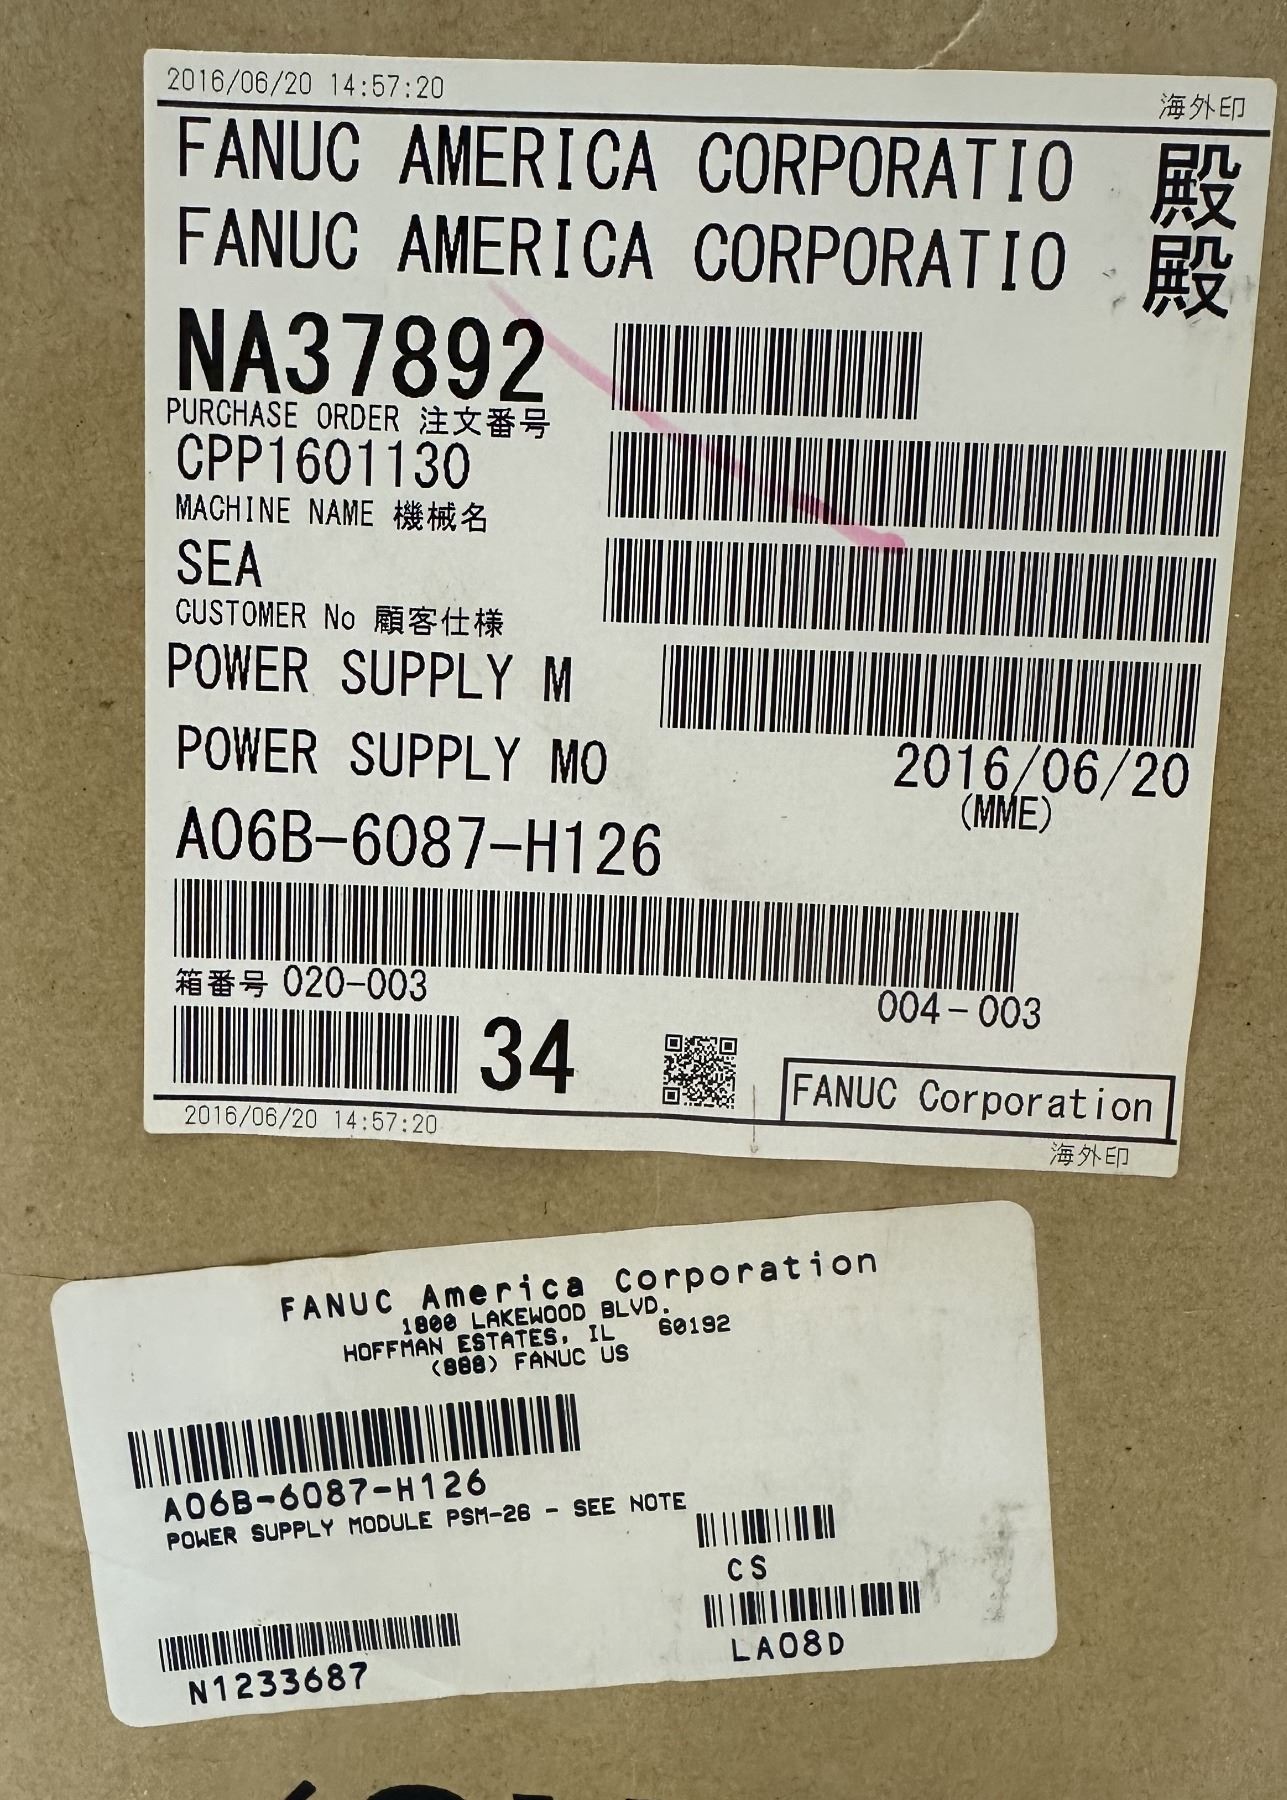 2016/06/20 14:57:20 海外印
FANUC AMERICA CORPORATIO 殿
FANUC AMERICA CORPORATIO 殿
NA37892
PURCHASE ORDER 注文番号
CPP1601130
MACHINE NAME 機械名
SEA
CUSTOMER No 顧客仕様
POWER SUPPLY M
POWER SUPPLY MO 2016/06/20
(MME)
A06B-6087-H126
箱番号 020-003 004-003
34
FANUC Corporation
2016/06/20 14:57:20 海外印
FANUC America Corporation
1800 LAKEWOOD BLVD.
HOFFMAN ESTATES, IL 60192
(888) FANUC US
A06B-6087-H126
POWER SUPPLY MODULE PSM-26 - SEE NOTE
CS
LA08D
N1233687